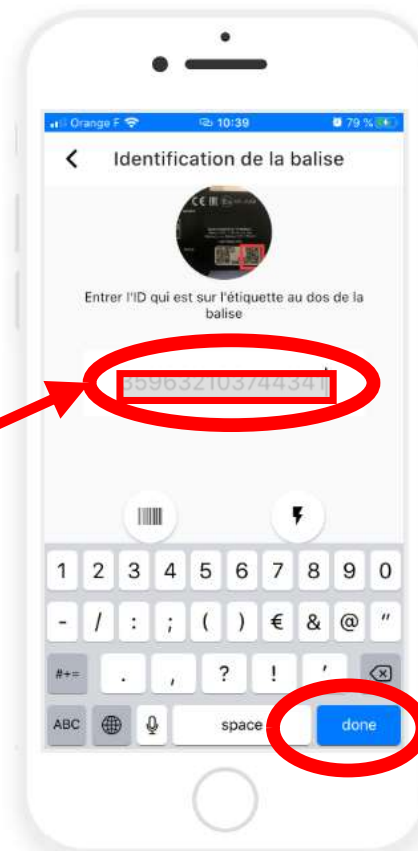 Orange F 10:39 79 %
Identification de la balise
Entrer l'ID qui est sur l'étiquette au dos de la
balise
359632103744341
1 2 3 4 5 6 7 8 9 0
- / : ; ( ) € & @ "
#+= . , ? ! '
ABC space done